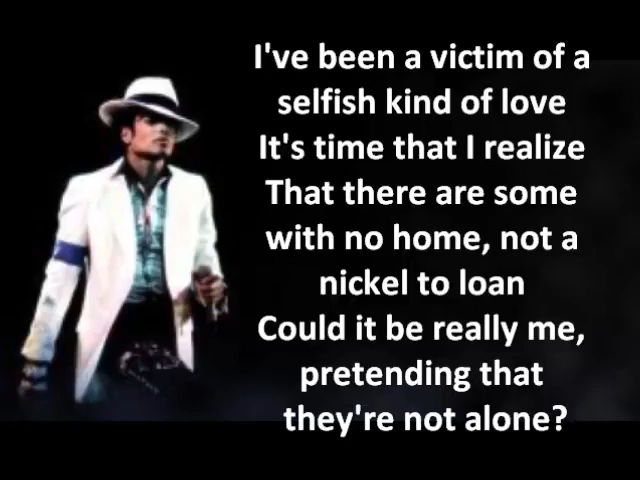 I've been a victim of a
selfish kind of love
It's time that I realize
That there are some
with no home, not a
nickel to loan
Could it be really me,
pretending that
they're not alone?